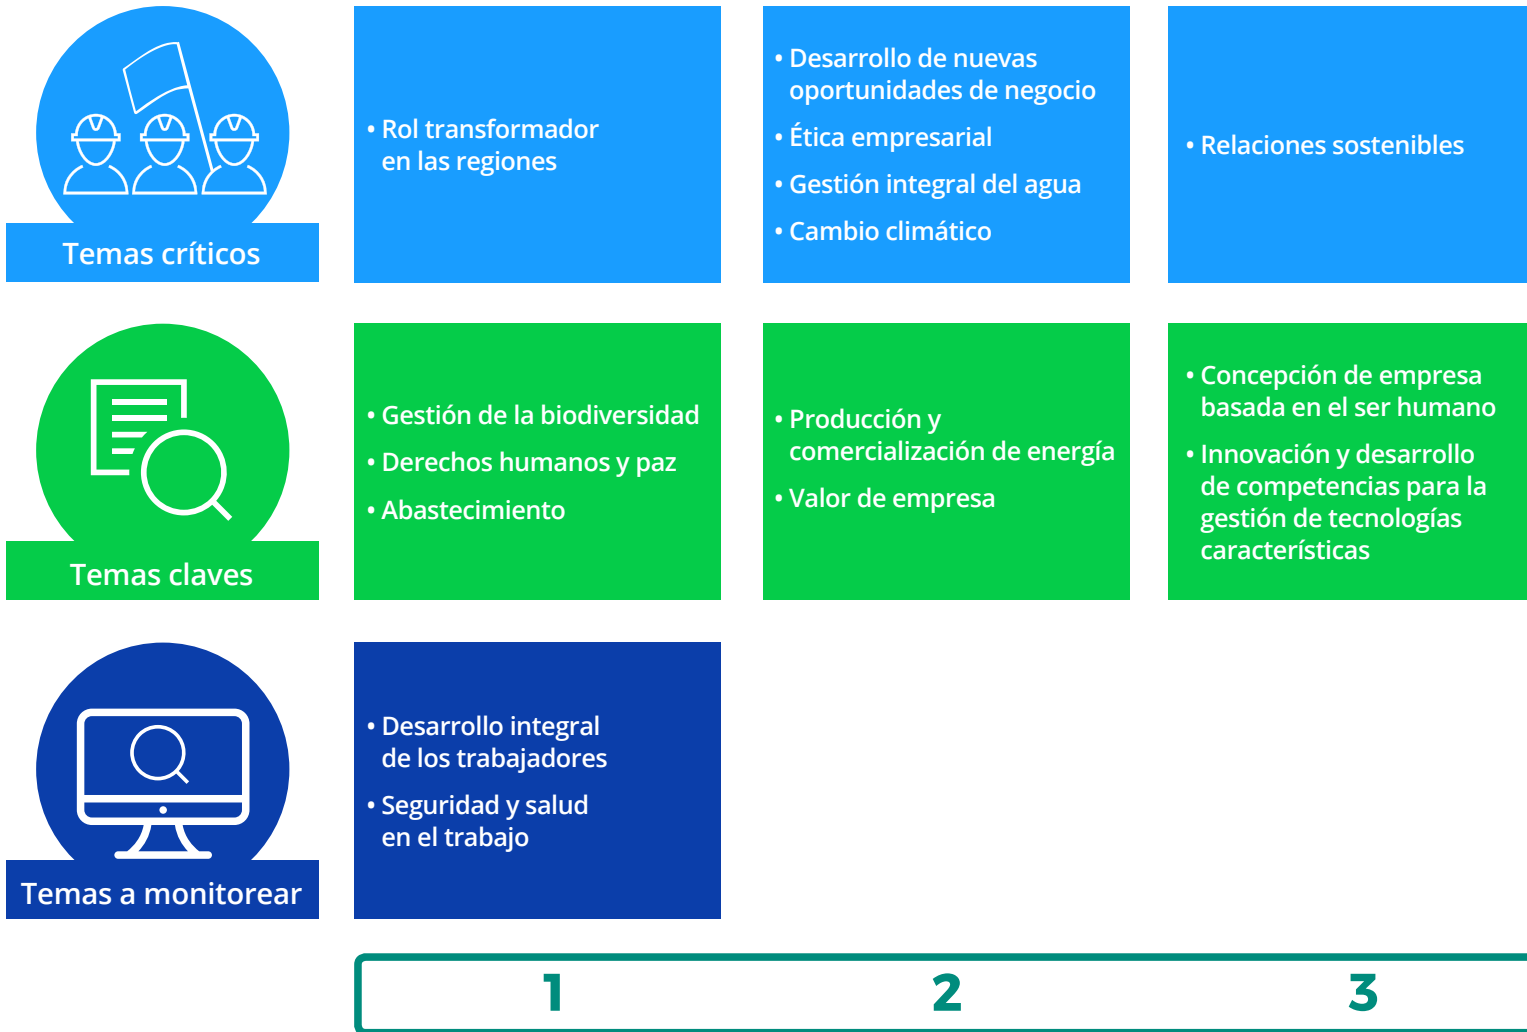 Temas críticos
• Rol transformador
en las regiones
• Desarrollo de nuevas
oportunidades de negocio
• Ética empresarial
• Gestión integral del agua
• Cambio climático
• Relaciones sostenibles
Temas claves
• Gestión de la biodiversidad
• Derechos humanos y paz
• Abastecimiento
• Producción y
comercialización de energía
• Valor de empresa
• Concepción de empresa
basada en el ser humano
• Innovación y desarrollo
de competencias para la
gestión de tecnologías
características
Temas a monitorear
• Desarrollo integral
de los trabajadores
• Seguridad y salud
en el trabajo
1
2
3